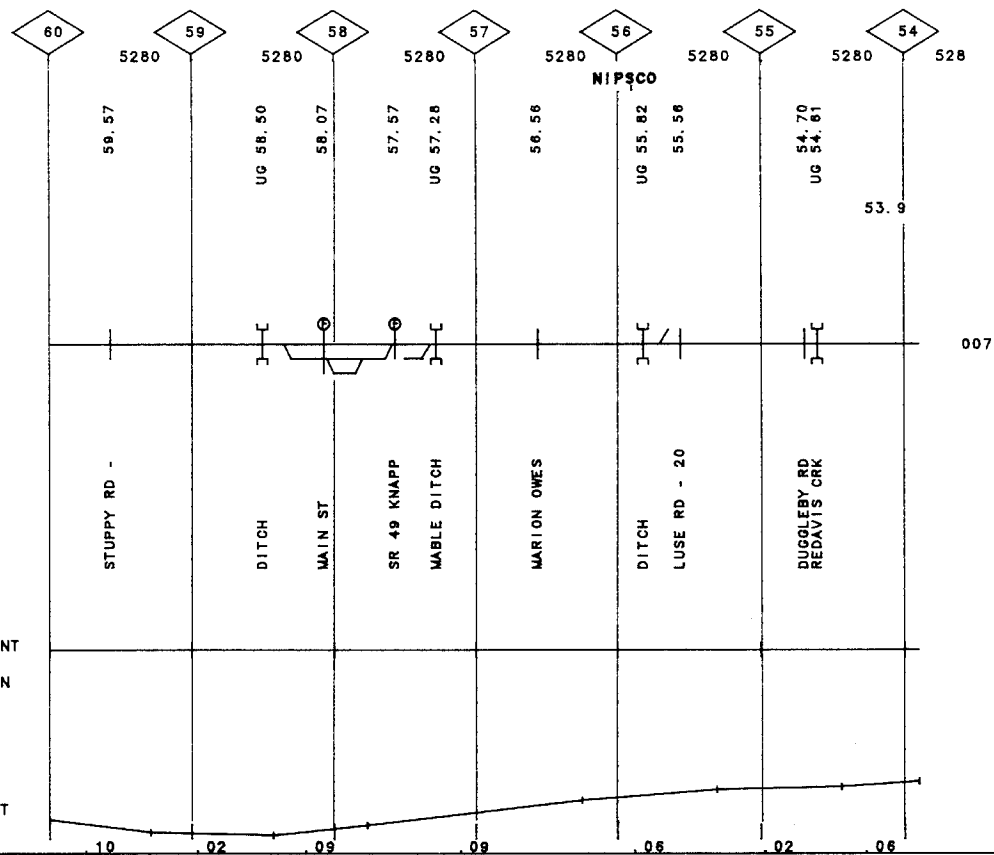 60 59 58 57 56 55 54
5280 5280 5280 5280 5280 5280 528
NIPSCO
59.57
UG 58.50
58.07
57.57
UG 57.28
56.56
UG 55.82
55.56
54.70
UG 54.61
53.9
007
STUPPY RD -
DITCH
MAIN ST
SR 49 KNAPP
MABLE DITCH
MARION OWES
DITCH
LUSE RD - 20
DUGGLEBY RD
REDAVIS CRK
NT
N
T
.10 .02 .09 .09 .06 .02 .06